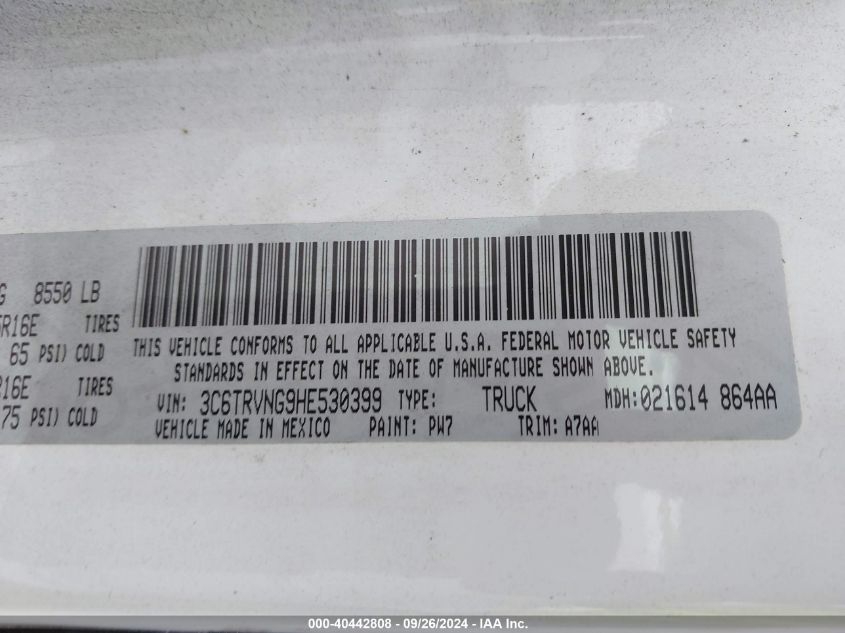 G 8550 LB
R16E TIRES
65 PSI) COLD
R16E TIRES
75 PSI) COLD
THIS VEHICLE CONFORMS TO ALL APPLICABLE U.S.A. FEDERAL MOTOR VEHICLE SAFETY
STANDARDS IN EFFECT ON THE DATE OF MANUFACTURE SHOWN ABOVE.
VIN: 3C6TRVNG9HE530399 TYPE: TRUCK MDH:021614 864AA
VEHICLE MADE IN MEXICO PAINT: PW7 TRIM: A7AA
000-40442808 - 09/26/2024 - IAA Inc.